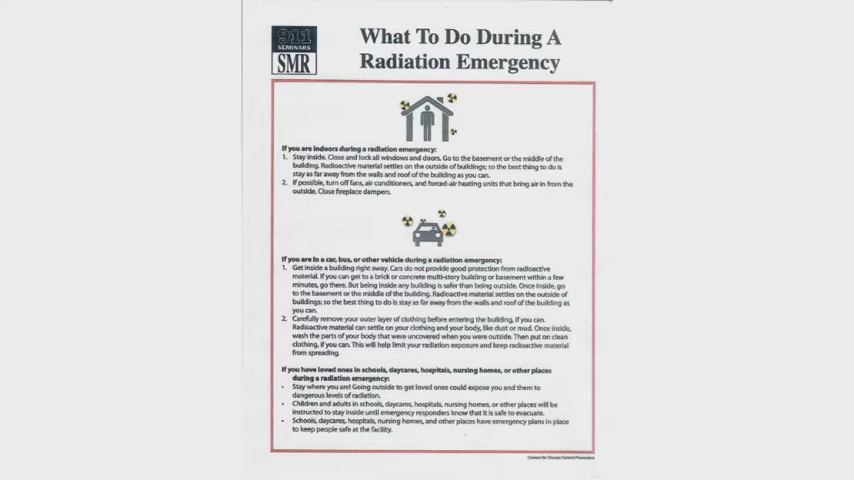 911
SEMINARS
SMR
What To Do During A
Radiation Emergency
If you are indoors during a radiation emergency:
1. Stay inside. Close and lock all windows and doors. Go to the basement or the middle of the
building. Radioactive material settles on the outside of buildings; so the best thing to do is
stay as far away from the walls and roof of the building as you can.
2. If possible, turn off fans, air conditioners, and forced-air heating units that bring air in from the
outside. Close fireplace dampers.
If you are in a car, bus, or other vehicle during a radiation emergency:
1. Get inside a building right away. Cars do not provide good protection from radioactive
material. If you can get to a brick or concrete multi-story building or basement within a few
minutes, go there. But being inside any building is safer than being outside. Once inside, go
to the basement or the middle of the building. Radioactive material settles on the outside of
buildings; so the best thing to do is stay as far away from the walls and roof of the building as
you can.
2. Carefully remove your outer layer of clothing before entering the building, if you can.
Radioactive material can settle on your clothing and your body, like dust or mud. Once inside,
wash the parts of your body that were uncovered when you were outside. Then put on clean
clothing, if you can. This will help limit your radiation exposure and keep radioactive material
from spreading.
If you have loved ones in schools, daycares, hospitals, nursing homes, or other places
during a radiation emergency:
• Stay where you are! Going outside to get loved ones could expose you and them to
dangerous levels of radiation.
• Children and adults in schools, daycares, hospitals, nursing homes, or other places will be
instructed to stay inside until emergency responders know that it is safe to evacuate.
• Schools, daycares, hospitals, nursing homes, and other places have emergency plans in place
to keep people safe at the facility.
Centers for Disease Control Prevention